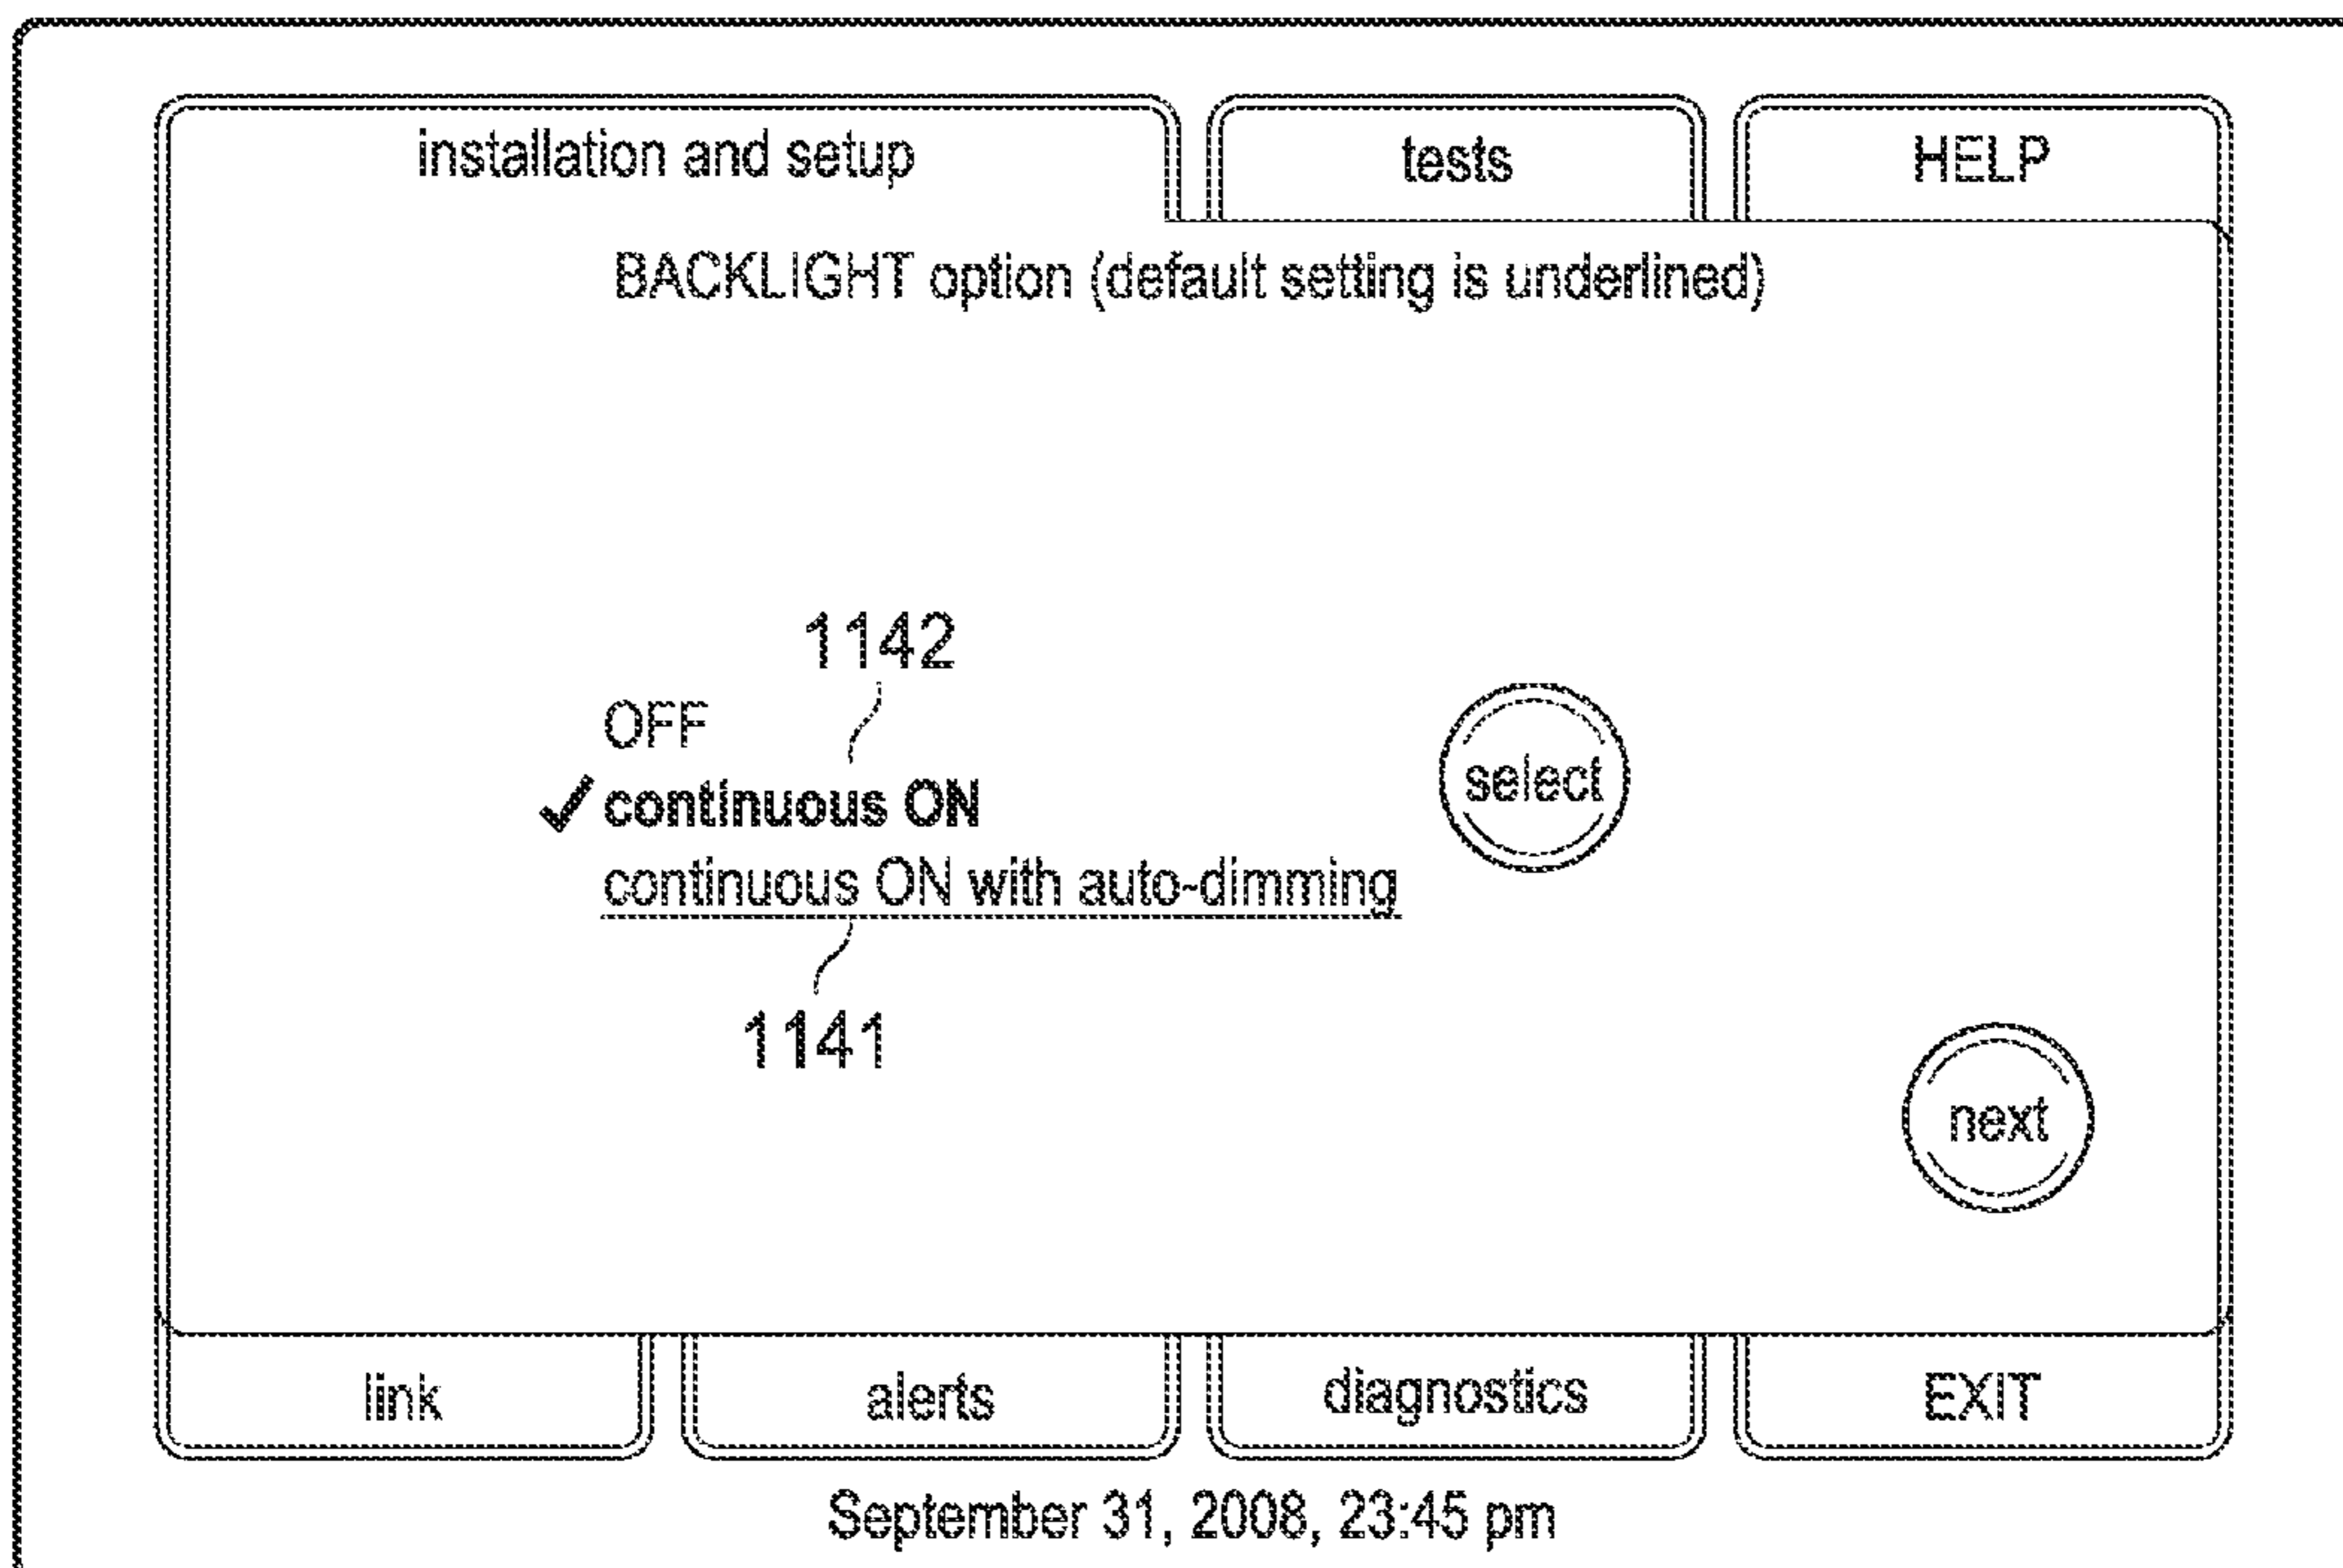 installation and setup
tests
HELP
BACKLIGHT option (default setting is underlined)
1142
OFF
✓ continuous ON
continuous ON with auto-dimming
1141
select
next
link
alerts
diagnostics
EXIT
September 31, 2008, 23:45 pm